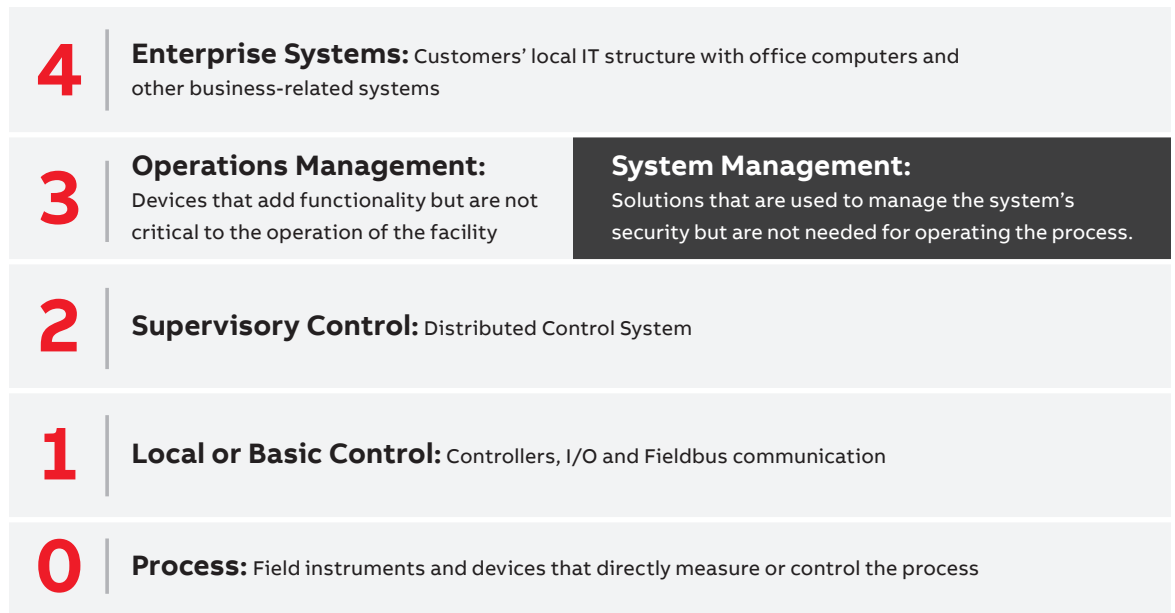 4
Enterprise Systems: Customers’ local IT structure with office computers and
other business-related systems
3
Operations Management:
Devices that add functionality but are not
critical to the operation of the facility
System Management:
Solutions that are used to manage the system’s
security but are not needed for operating the process.
2
Supervisory Control: Distributed Control System
1
Local or Basic Control: Controllers, I/O and Fieldbus communication
0
Process: Field instruments and devices that directly measure or control the process